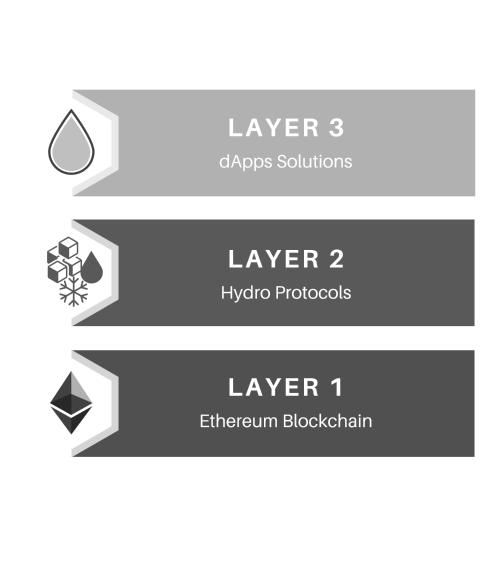 LAYER 3
dApps Solutions
LAYER 2
Hydro Protocols
LAYER 1
Ethereum Blockchain